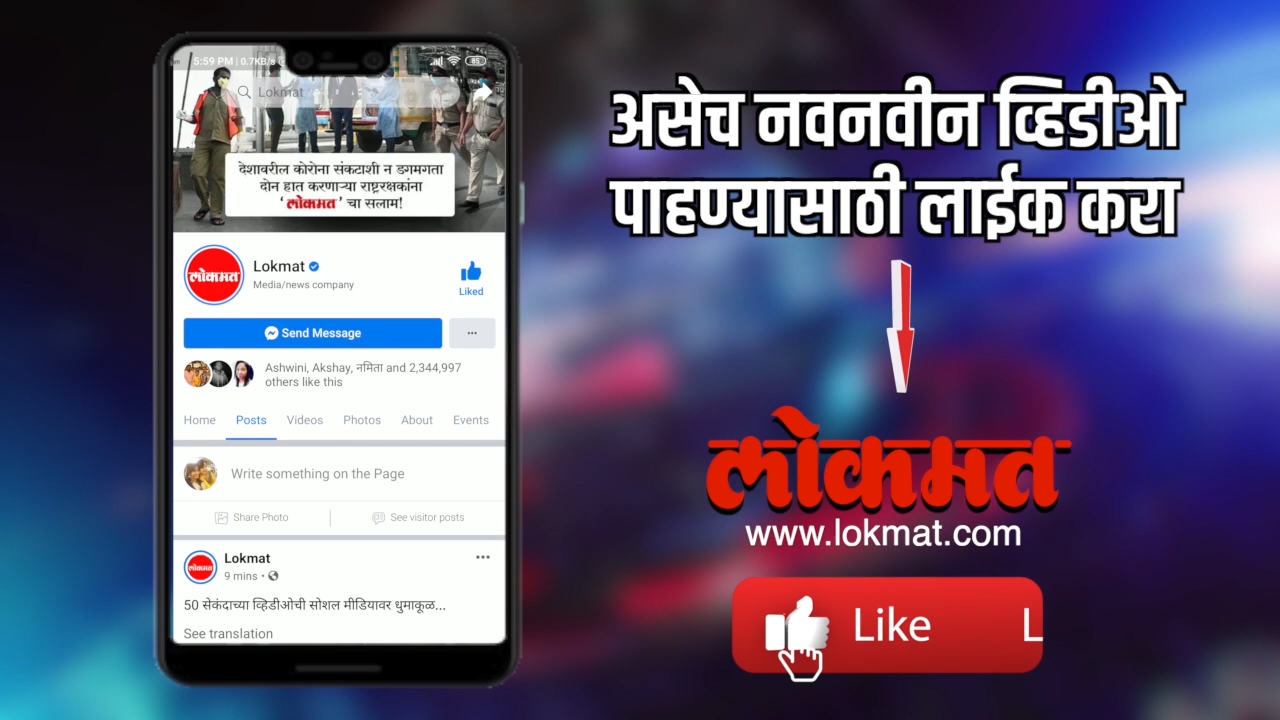 5:59 PM | 0.7KB/s
85
Lokmat
देशावरील कोरोना संकटाशी न डगमगता
दोन हात करणाऱ्या राष्ट्ररक्षकांना
‘लोकमत’ चा सलाम!
लोकमत
Lokmat
Media/news company
Liked
Send Message
Ashwini, Akshay, नमिता and 2,344,997
others like this
Home Posts Videos Photos About Events
Write something on the Page
Share Photo See visitor posts
लोकमत
Lokmat
9 mins
50 सेकंदाच्या व्हिडीओची सोशल मीडियावर धुमाकूळ...
See translation
असेच नवनवीन व्हिडीओ
पाहण्यासाठी लाईक करा
लोकमत
www.lokmat.com
Like L